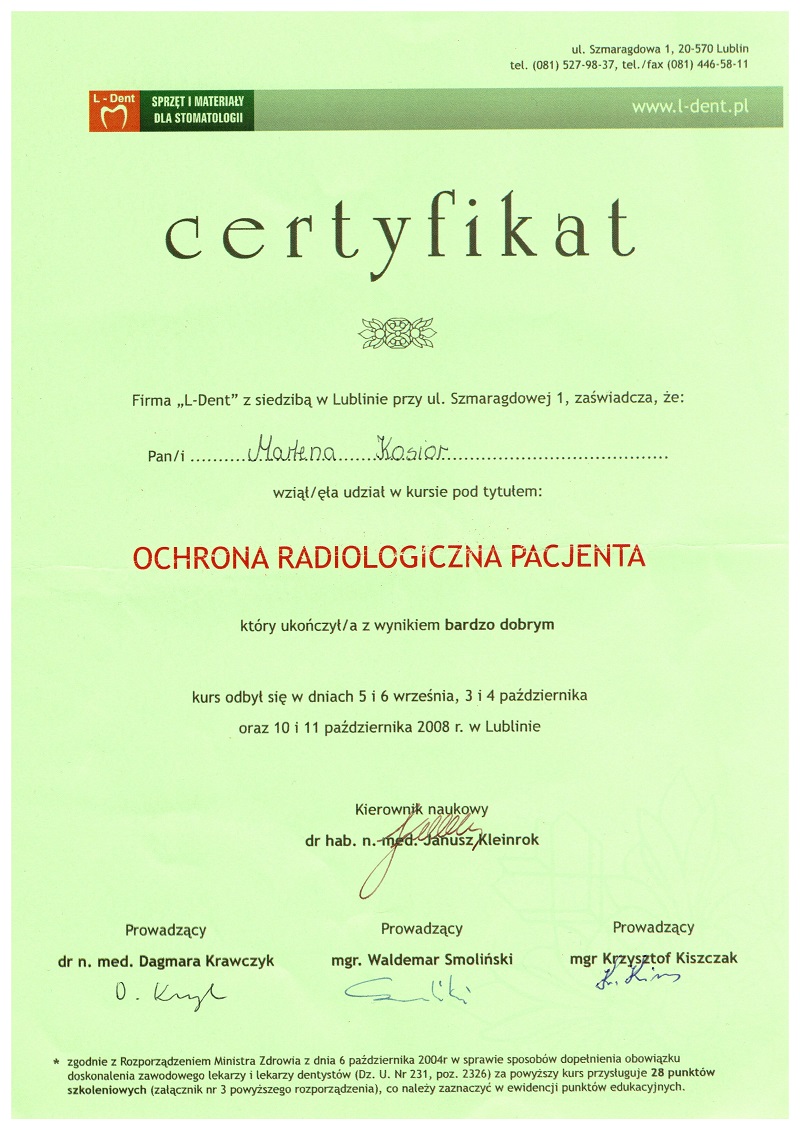 ul. Szmaragdowa 1, 20-570 Lublin
tel. (081) 527-98-37, tel./fax (081) 446-58-11
L - Dent
SPRZĘT I MATERIAŁY
DLA STOMATOLOGII
www.l-dent.pl
certyfikat
Firma „L-Dent” z siedzibą w Lublinie przy ul. Szmaragdowej 1, zaświadcza, że:
Pan/i ......... Marlena ...... Kosior ..........................................
wziął/ęła udział w kursie pod tytułem:
OCHRONA RADIOLOGICZNA PACJENTA
który ukończył/a z wynikiem bardzo dobrym
kurs odbył się w dniach 5 i 6 września, 3 i 4 października
oraz 10 i 11 października 2008 r. w Lublinie
Kierownik naukowy
dr hab. n. med. Janusz Kleinrok
Prowadzący
dr n. med. Dagmara Krawczyk
Prowadzący
mgr. Waldemar Smoliński
Prowadzący
mgr Krzysztof Kiszczak
* zgodnie z Rozporządzeniem Ministra Zdrowia z dnia 6 października 2004r w sprawie sposobów dopełnienia obowiązku
doskonalenia zawodowego lekarzy i lekarzy dentystów (Dz. U. Nr 231, poz. 2326) za powyższy kurs przysługuje 28 punktów
szkoleniowych (załącznik nr 3 powyższego rozporządzenia), co należy zaznaczyć w ewidencji punktów edukacyjnych.